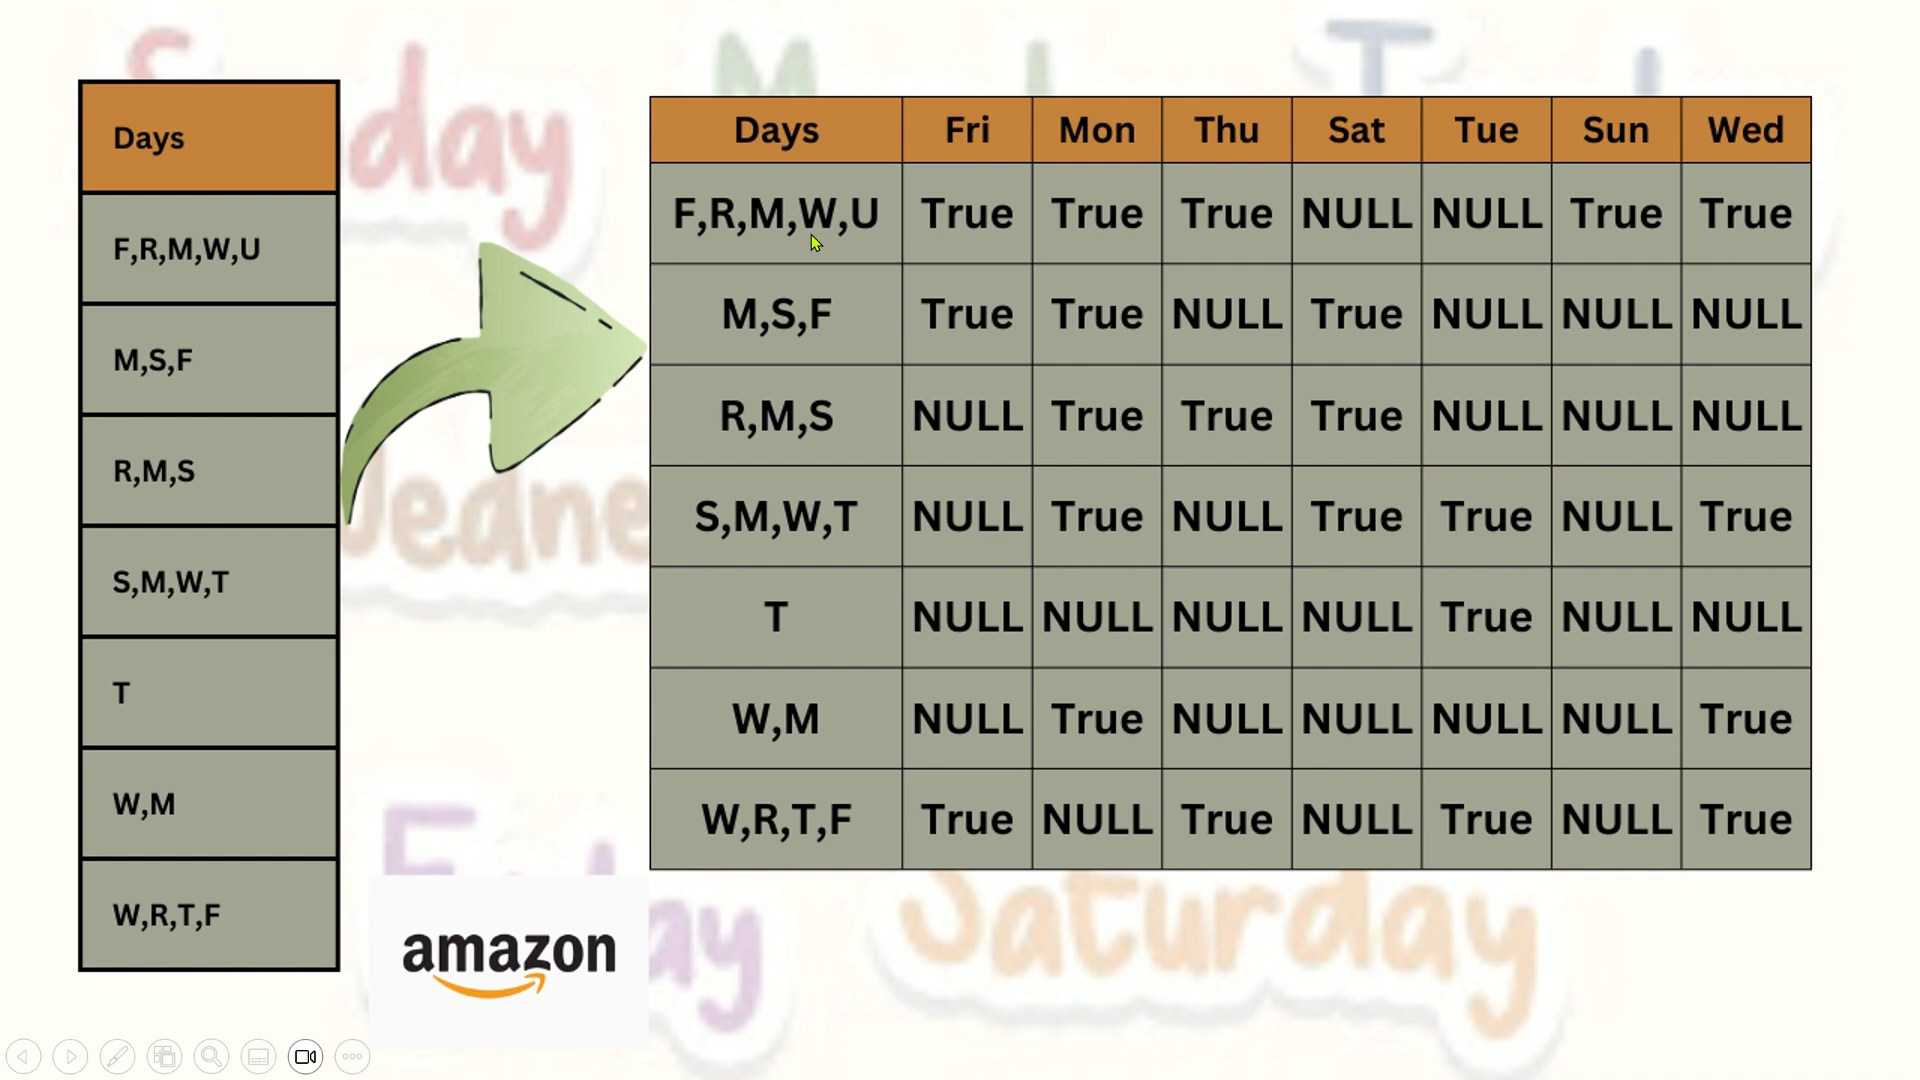 Days
F,R,M,W,U
M,S,F
R,M,S
S,M,W,T
T
W,M
W,R,T,F
Days Fri Mon Thu Sat Tue Sun Wed
F,R,M,W,U True True True NULL NULL True True
M,S,F True True NULL True NULL NULL NULL
R,M,S NULL True True True NULL NULL NULL
S,M,W,T NULL True NULL True True NULL True
T NULL NULL NULL NULL True NULL NULL
W,M NULL True NULL NULL NULL NULL True
W,R,T,F True NULL True NULL True NULL True
amazon
Saturday